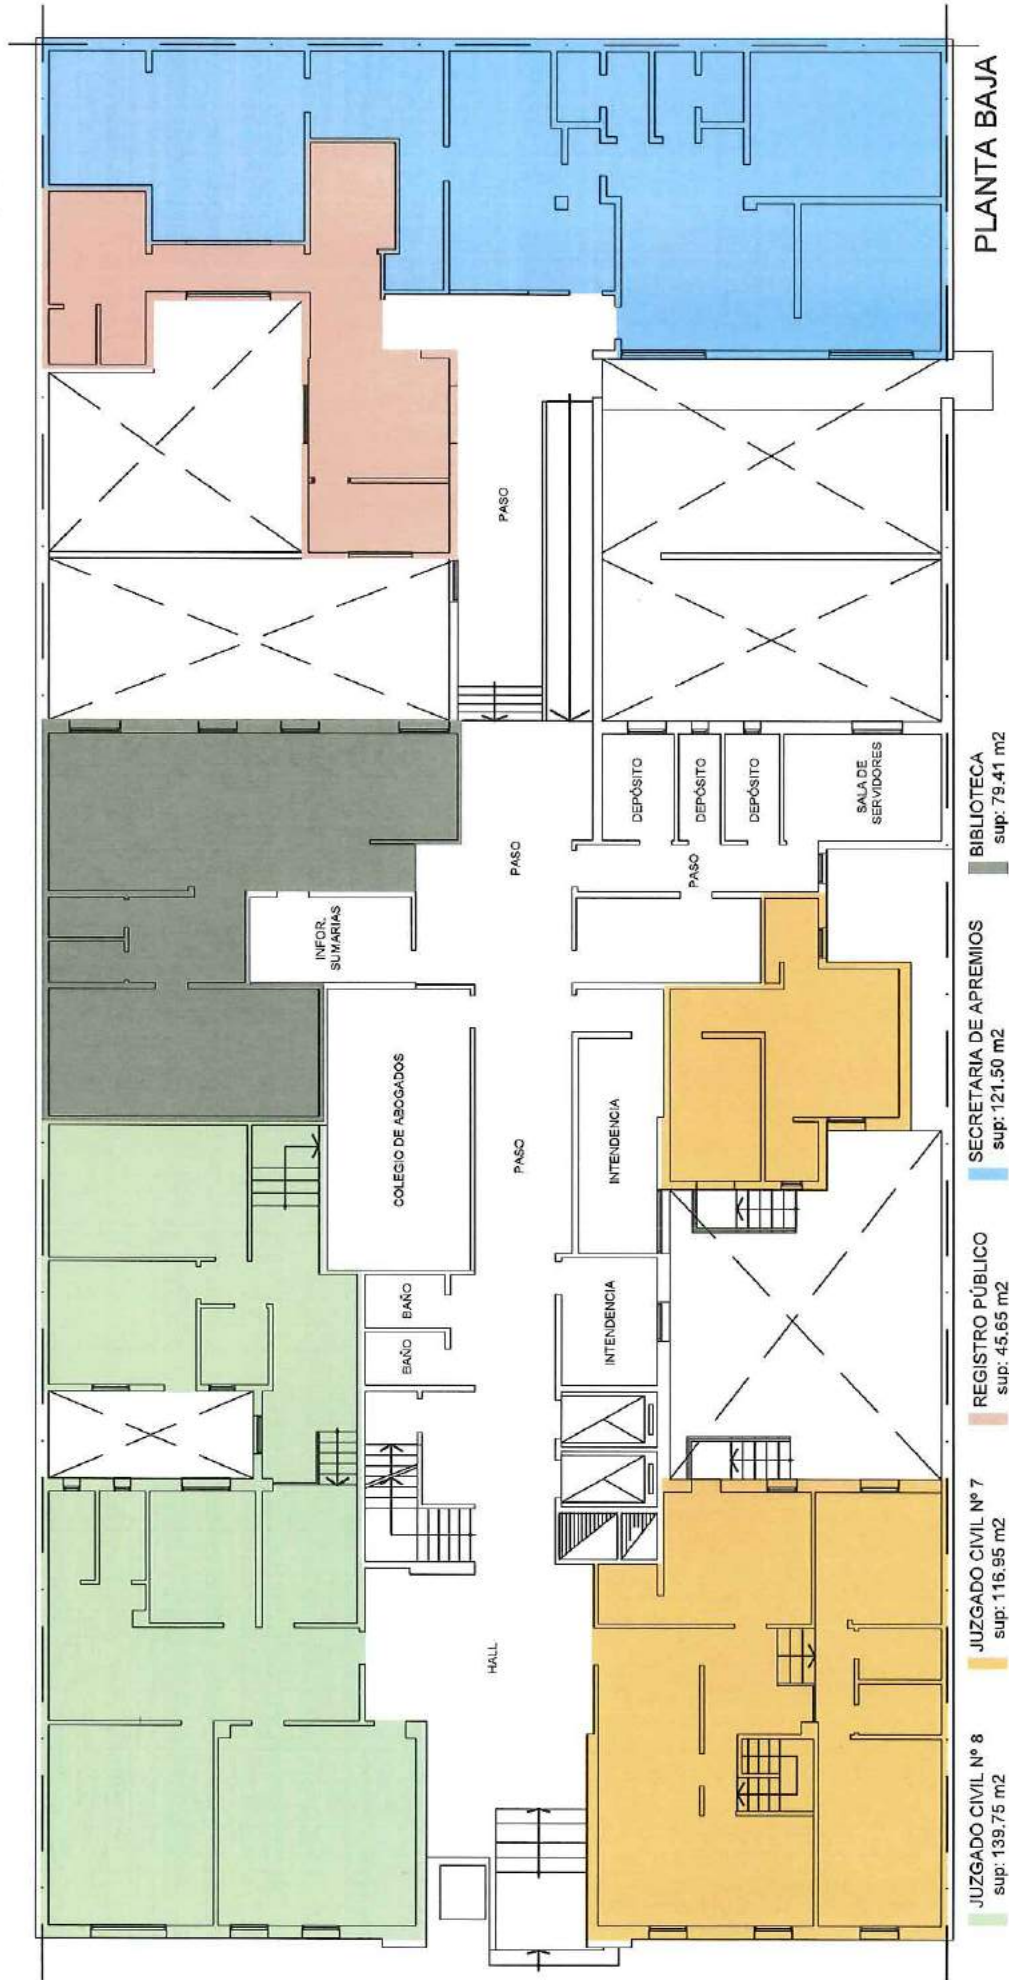 PLANTA BAJA
PASO
DEPÓSITO
DEPÓSITO
DEPÓSITO
SALA DE
SERVIDORES
PASO
PASO
INFOR.
SUMARIAS
COLEGIO DE ABOGADOS
PASO
INTENDENCIA
BAÑO
BAÑO
INTENDENCIA
HALL
JUZGADO CIVIL Nº 8
sup: 139.75 m2
JUZGADO CIVIL Nº 7
sup: 116.95 m2
REGISTRO PÚBLICO
sup: 45.65 m2
SECRETARIA DE APREMIOS
sup: 121.50 m2
BIBLIOTECA
sup: 79.41 m2